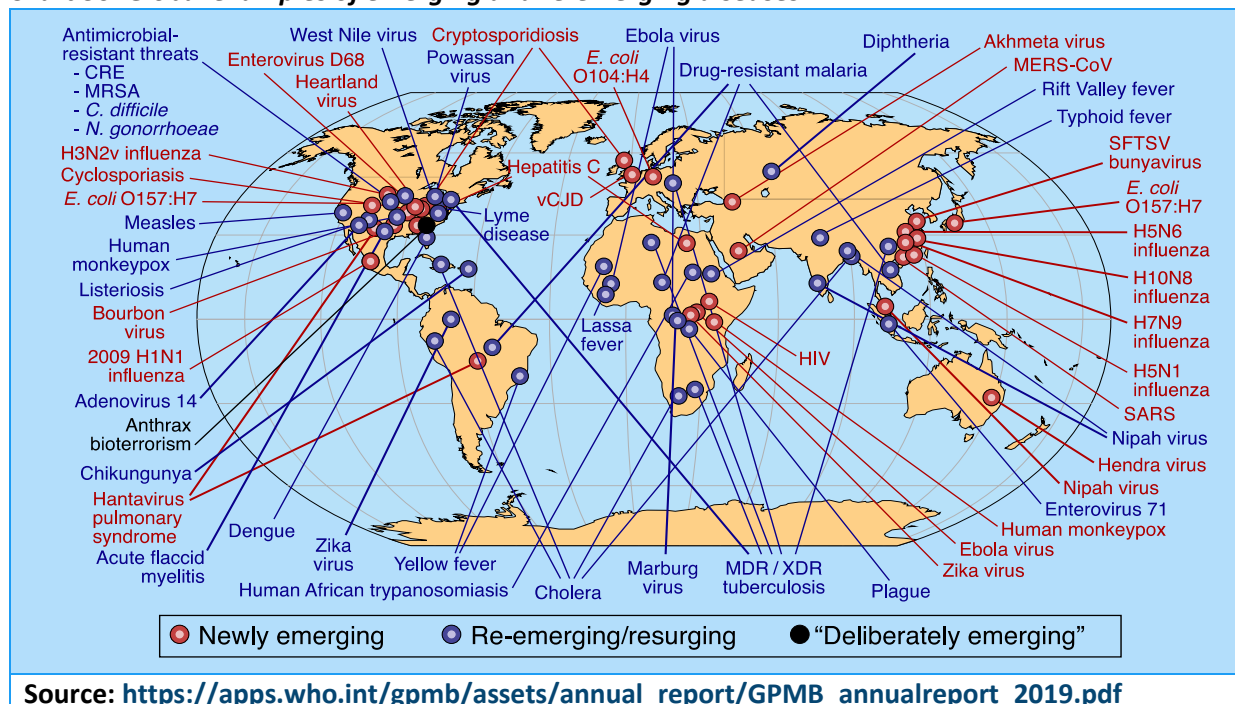 Antimicrobial-
resistant threats
- CRE
- MRSA
- C. difficile
- N. gonorrhoeae
H3N2v influenza
Cyclosporiasis
E. coli O157:H7
Measles
Human
monkeypox
Listeriosis
Bourbon
virus
2009 H1N1
influenza
Adenovirus 14
Anthrax
bioterrorism
Chikungunya
Hantavirus
pulmonary
syndrome
Acute flaccid
myelitis
Enterovirus D68
Heartland
virus
West Nile virus
Powassan
virus
Cryptosporidiosis
E. coli
O104:H4
Ebola virus
Drug-resistant malaria
Diphtheria
Akhmeta virus
MERS-CoV
Rift Valley fever
Typhoid fever
SFTSV
bunyavirus
E. coli
O157:H7
H5N6
influenza
H10N8
influenza
H7N9
influenza
H5N1
influenza
SARS
Nipah virus
Hendra virus
Nipah virus
Enterovirus 71
Human monkeypox
Ebola virus
Zika virus
Hepatitis C
vCJD
Lyme
disease
Lassa
fever
HIV
Dengue
Zika
virus
Yellow fever
Human African trypanosomiasis
Cholera
Marburg
virus
MDR / XDR
tuberculosis
Plague
Newly emerging
Re-emerging/resurging
“Deliberately emerging”
Source: https://apps.who.int/gpmb/assets/annual_report/GPMB_annualreport_2019.pdf